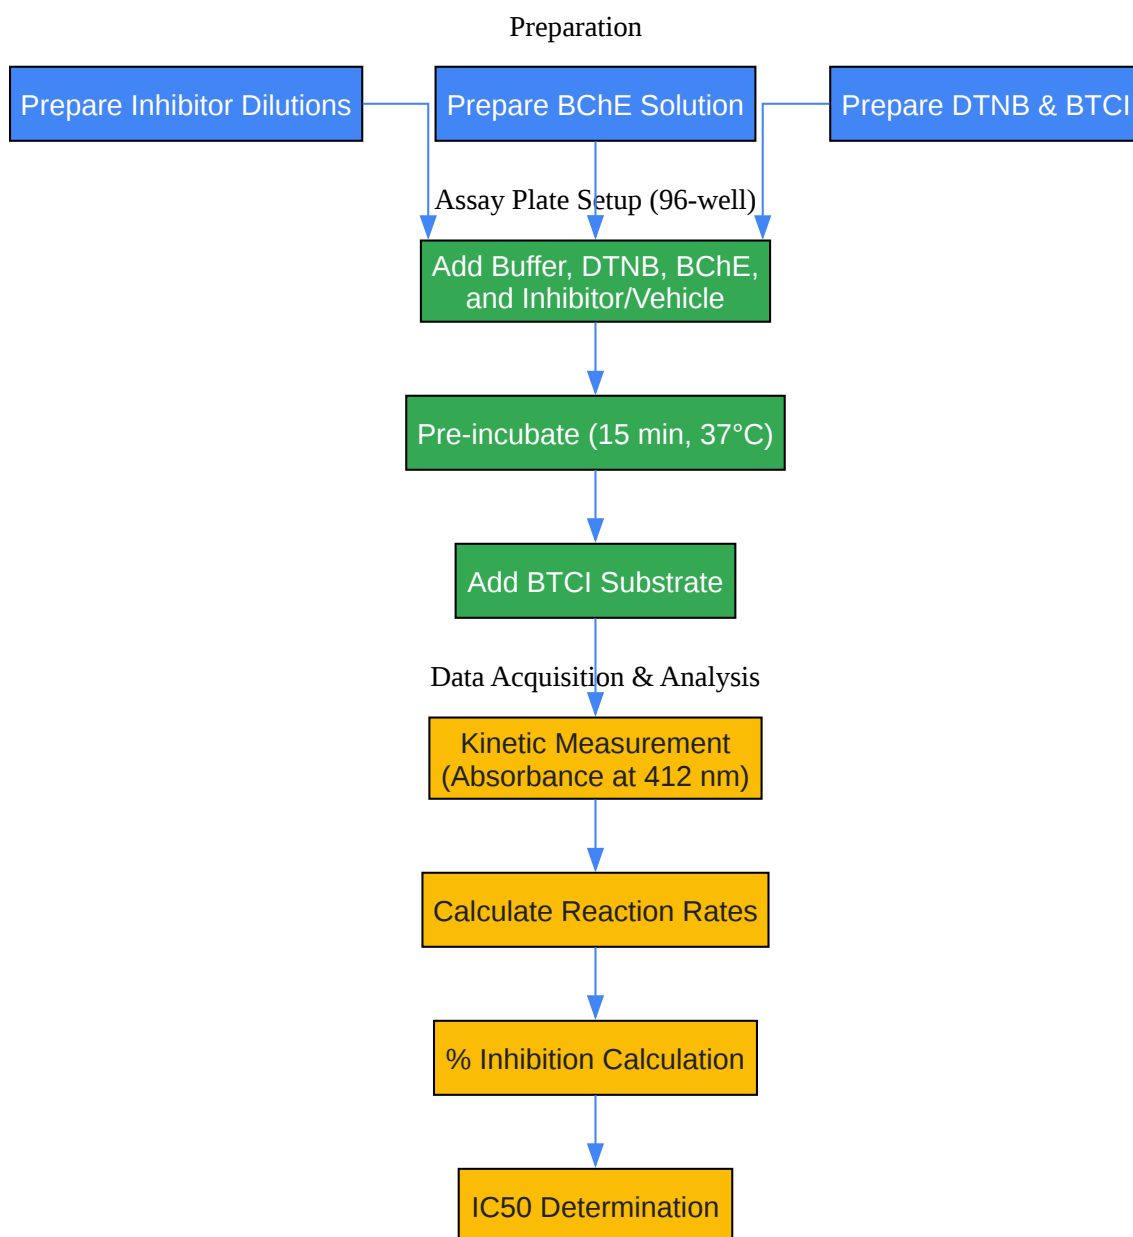 Preparation
Prepare Inhibitor Dilutions
Prepare BChE Solution
Prepare DTNB & BTCI
Assay Plate Setup (96-well)
Add Buffer, DTNB, BChE,
and Inhibitor/Vehicle
Pre-incubate (15 min, 37°C)
Add BTCI Substrate
Data Acquisition & Analysis
Kinetic Measurement
(Absorbance at 412 nm)
Calculate Reaction Rates
% Inhibition Calculation
IC50 Determination